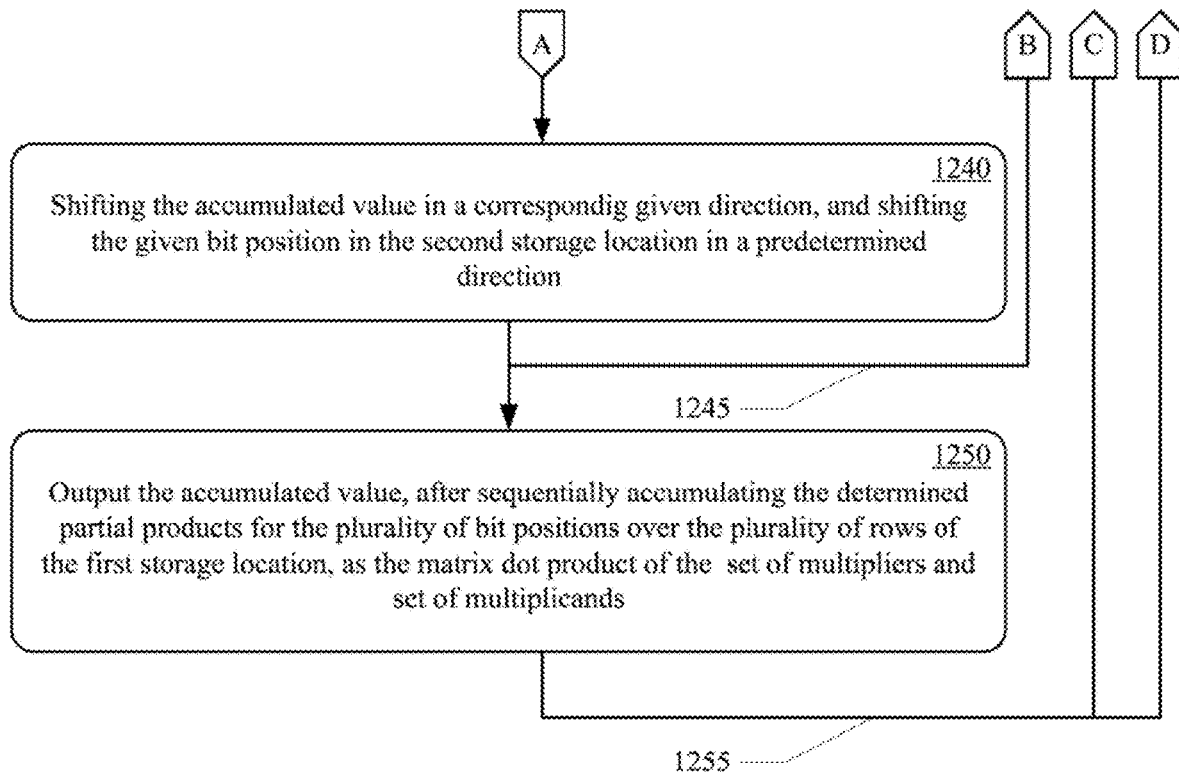 A
B
C
D
1240
Shifting the accumulated value in a correspondig given direction, and shifting
the given bit position in the second storage location in a predetermined
direction
1245
1250
Output the accumulated value, after sequentially accumulating the determined
partial products for the plurality of bit positions over the plurality of rows of
the first storage location, as the matrix dot product of the set of multipliers and
set of multiplicands
1255